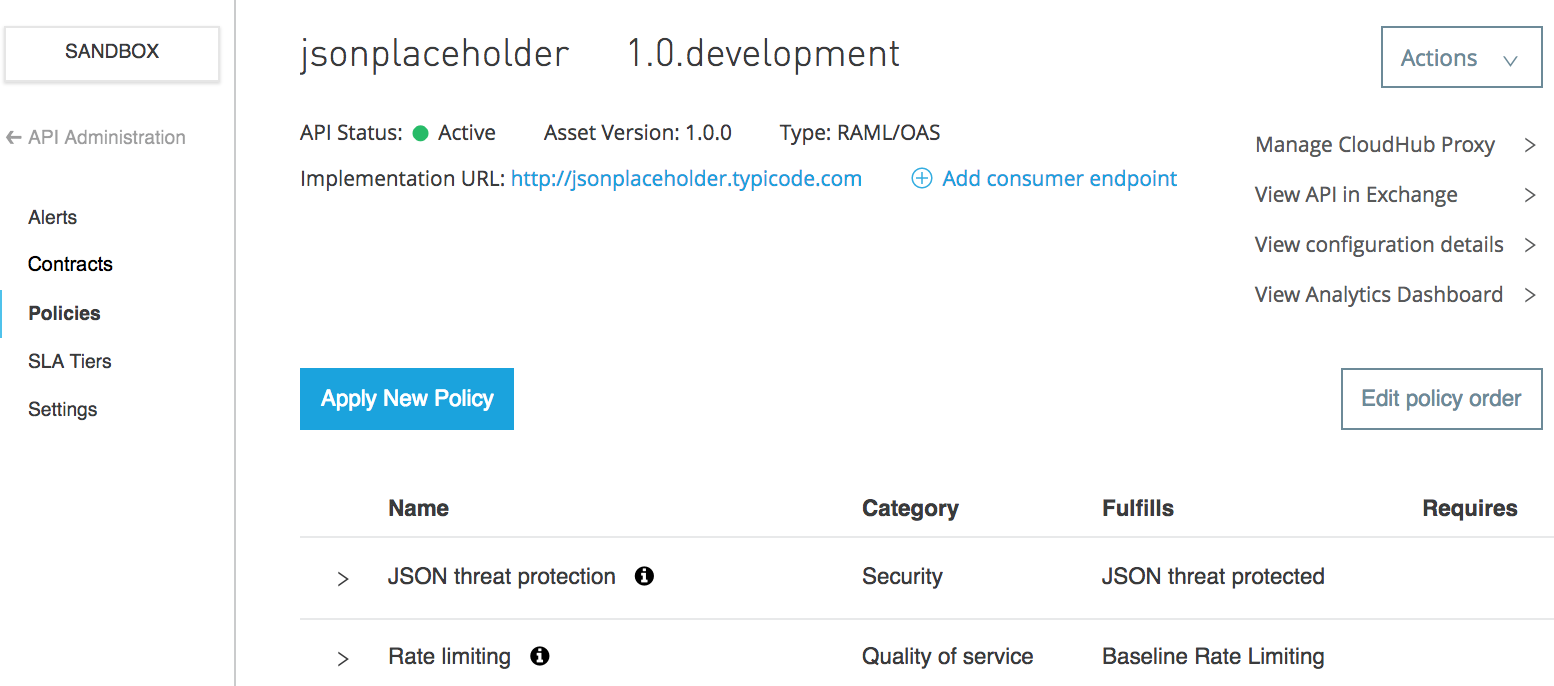 SANDBOX
← API Administration
Alerts
Contracts
Policies
SLA Tiers
Settings
jsonplaceholder 1.0.development
Actions
API Status: Active Asset Version: 1.0.0 Type: RAML/OAS
Implementation URL: http://jsonplaceholder.typicode.com Add consumer endpoint
Manage CloudHub Proxy >
View API in Exchange >
View configuration details >
View Analytics Dashboard >
Apply New Policy
Edit policy order
Name Category Fulfills Requires
> JSON threat protection i Security JSON threat protected
> Rate limiting i Quality of service Baseline Rate Limiting